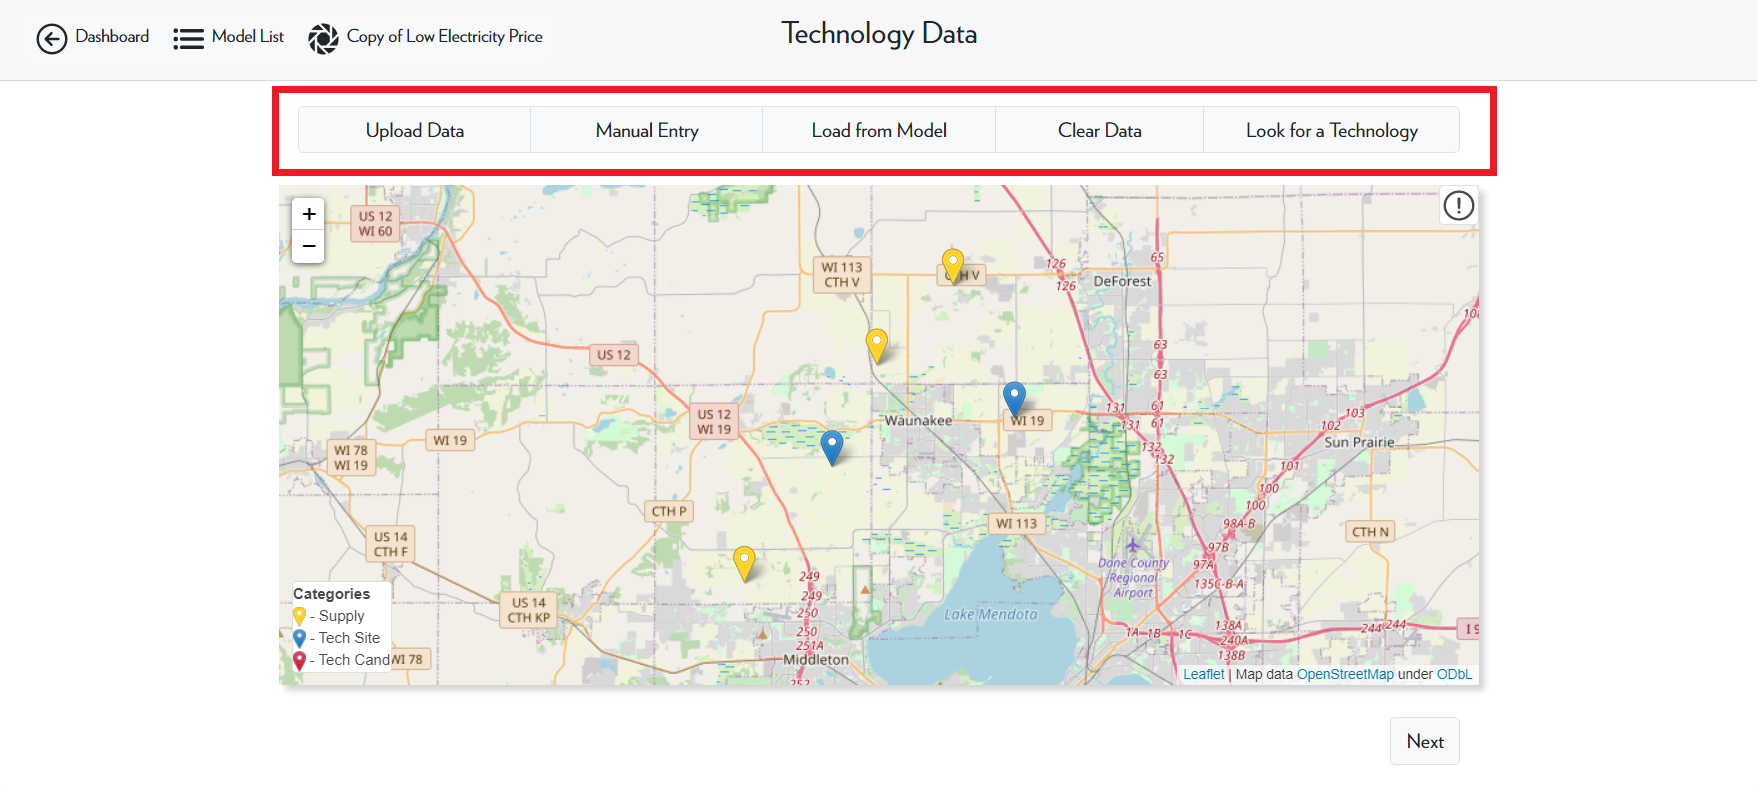 Dashboard
Model List
Copy of Low Electricity Price
Technology Data
Upload Data
Manual Entry
Load from Model
Clear Data
Look for a Technology
+
−
US 12
WI 60
WI 113
CTH V
CTH V
126
126
65
DeForest
US 12
63
63
US 12
WI 19
Waunakee
WI 19
131
131
61
61
132
132
103
102
Sun Prairie
101
100
100
WI 19
WI 78
WI 19
CTH P
WI 113
98A-B
97B
97A
135C-B-A
CTH N
US 14
CTH F
Dane County
Regional
Airport
249
249
250
250
251A
252
US 14
CTH KP
Lake Mendota
Middleton
1A
1B
1C
138A
240A
138B
244
244
WI 78
Categories
- Supply
- Tech Site
- Tech Cand
Leaflet | Map data OpenStreetMap under ODbL
Next